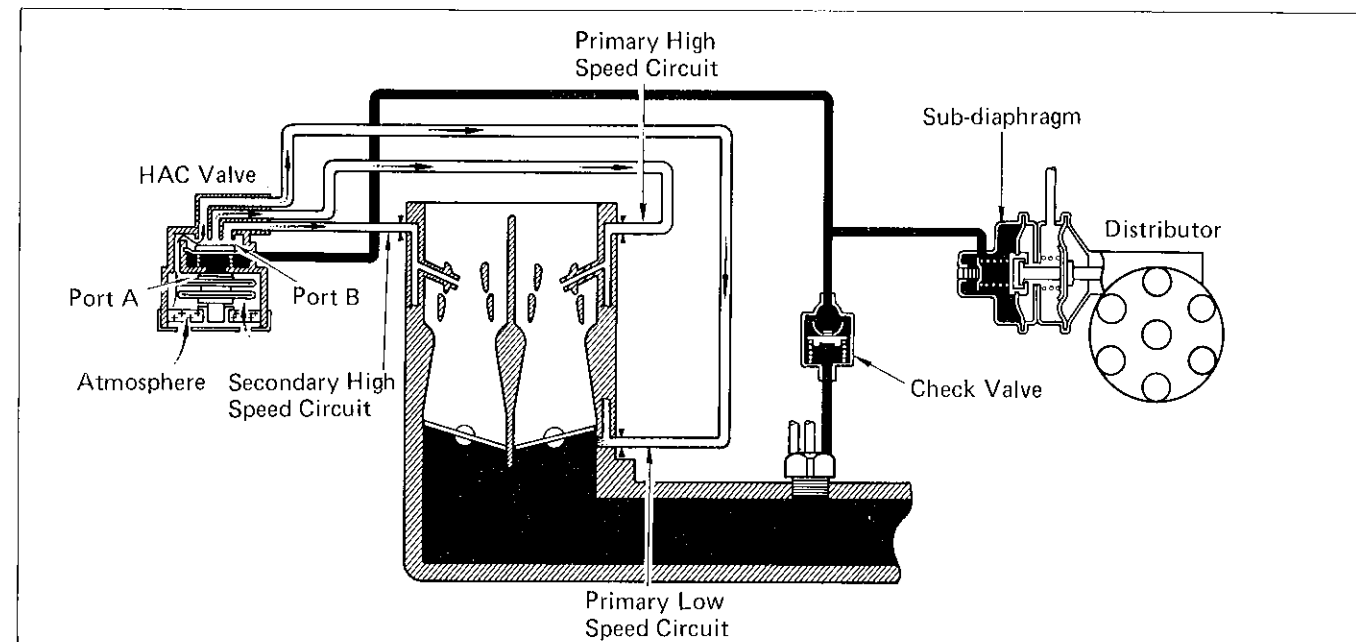 Primary High
Speed Circuit
Sub-diaphragm
HAC Valve
Distributor
Port A
Port B
Atmosphere
Secondary High
Speed Circuit
Check Valve
Primary Low
Speed Circuit